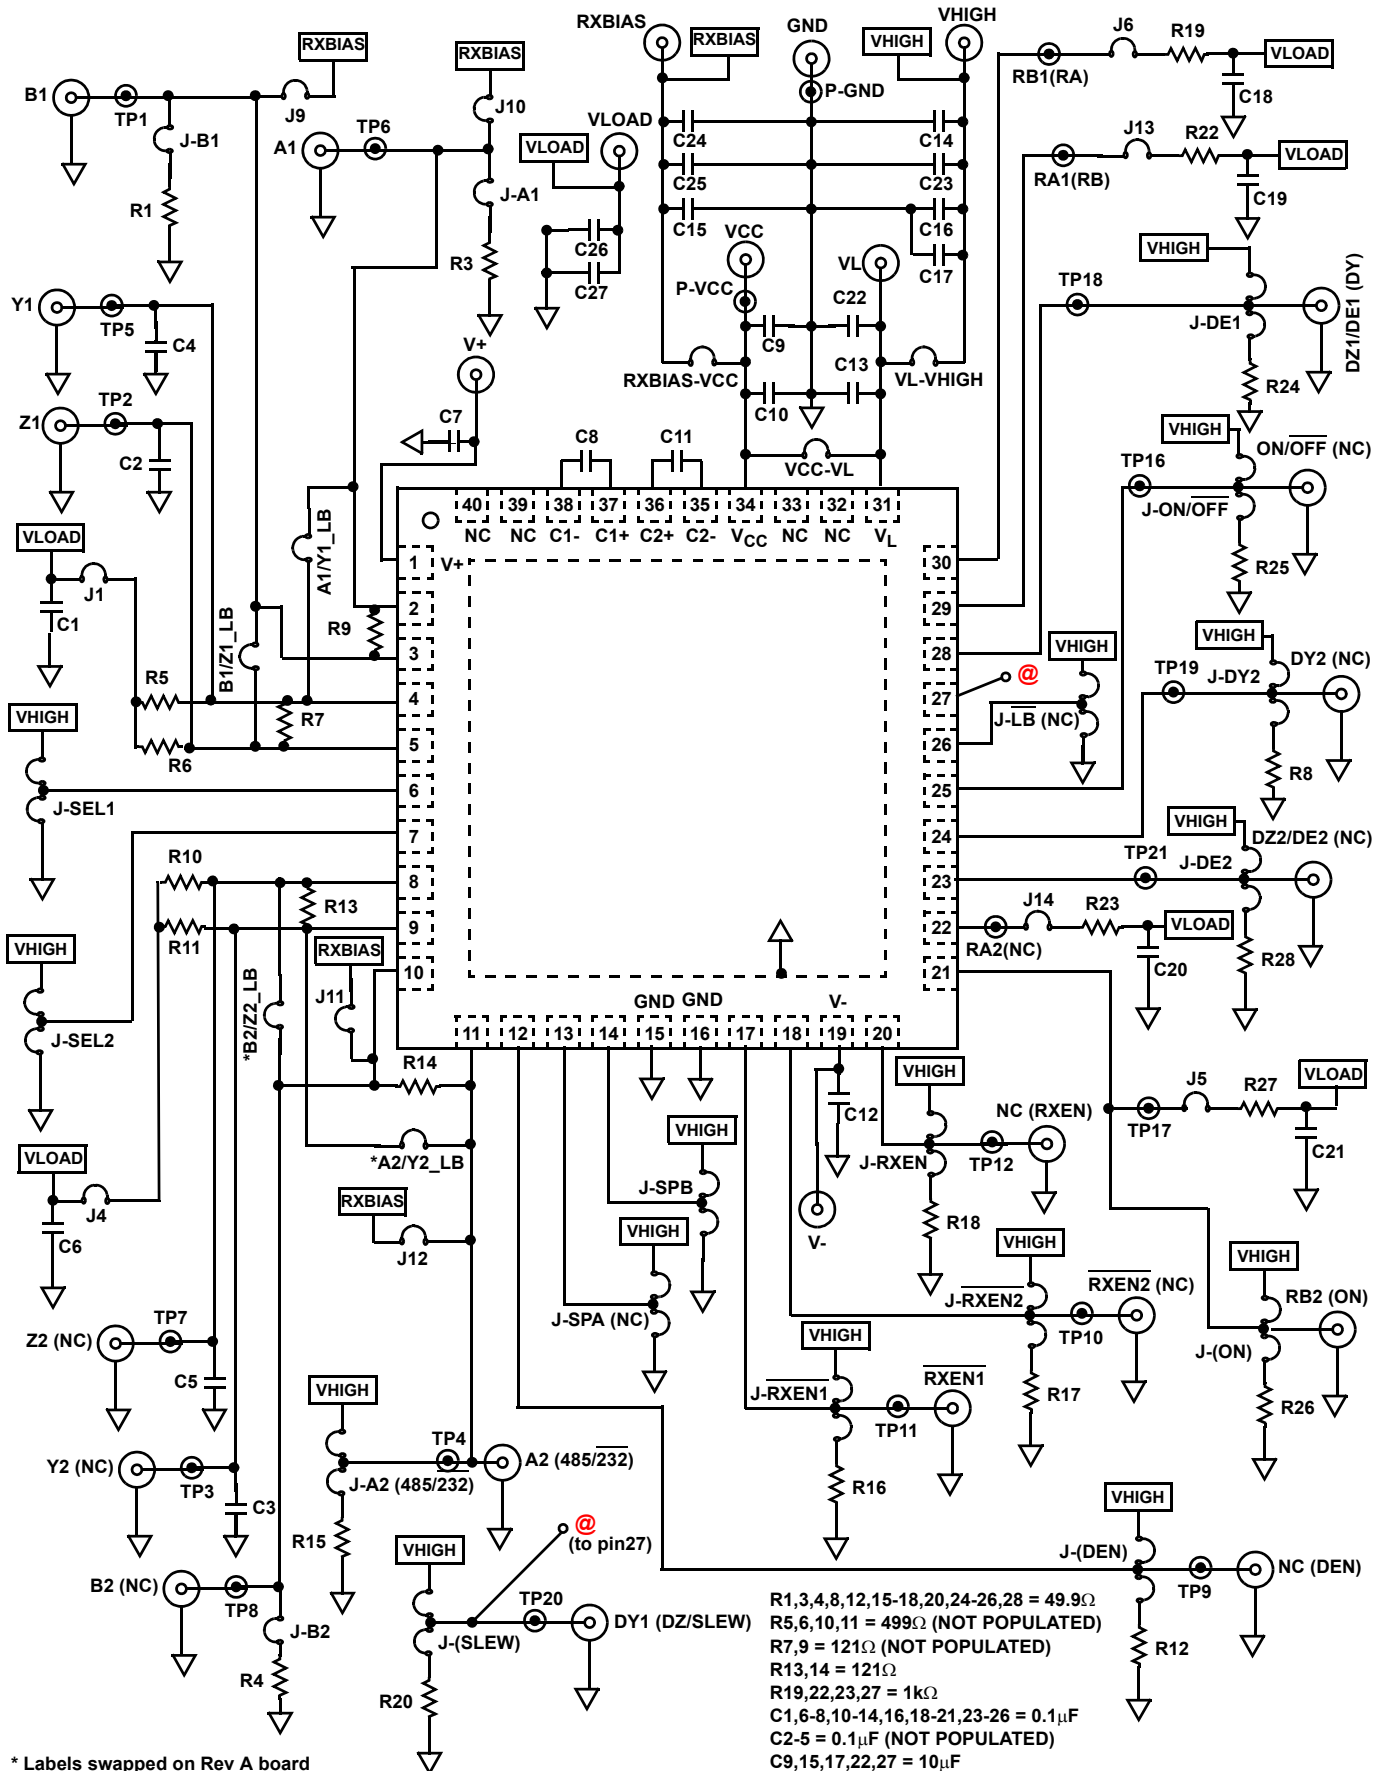 RXBIAS
GND
VHIGH
J6
R19
RXBIAS
RXBIAS
VHIGH
VLOAD
B1
TP1
J9
J10
P-GND
RB1(RA)
C18
J-B1
A1
TP6
VLOAD
VLOAD
C24
C14
J13
R22
VLOAD
R1
J-A1
C25
C23
RA1(RB)
C19
R3
C26
C27
C15
VCC
VL
C16
C17
VHIGH
Y1
TP5
C4
P-VCC
C22
C9
TP18
J-DE1
DZ1/DE1 (DY)
V+
RXBIAS-VCC
C13
VL-VHIGH
R24
Z1
TP2
C2
C7
C8
C11
C10
VCC-VL
VHIGH
ON/OFF (NC)
TP16
J-ON/OFF
R25
40 39 38 37 36 35 34 33 32 31
NC NC C1- C1+ C2+ C2- VCC NC NC VL
VLOAD
J1
C1
A1/Y1_LB
1 V+
30
2
29
R9
B1/Z1_LB
3
28
VHIGH
VHIGH
DY2 (NC)
TP19
J-DY2
R5
4
27
@
R7
J-LB (NC)
VHIGH
R6
5
26
R8
J-SEL1
6
25
7
24
VHIGH
DZ2/DE2 (NC)
R10
8
23
TP21
J-DE2
R13
R11
9
22
J14
R23
VLOAD
RA2(NC)
C20
R28
VHIGH
RXBIAS
10
21
J11
*B2/Z2_LB
J-SEL2
GND GND
V-
11 12 13 14 15 16 17 18 19 20
R14
VHIGH
C12
J5
R27
VLOAD
NC (RXEN)
VHIGH
*A2/Y2_LB
J-RXEN
TP12
TP17
C21
VLOAD
J4
C6
RXBIAS
J12
J-SPB
VHIGH
V-
R18
VHIGH
VHIGH
Z2 (NC)
TP7
C5
J-SPA (NC)
J-RXEN2
RXEN2 (NC)
TP10
RB2 (ON)
J-(ON)
VHIGH
VHIGH
J-RXEN1
RXEN1
TP11
R17
R26
Y2 (NC)
TP3
C3
TP4
A2 (485/232)
J-A2 (485/232)
R16
R15
VHIGH
@
(to pin27)
VHIGH
J-(DEN)
NC (DEN)
TP9
B2 (NC)
TP8
J-B2
TP20
DY1 (DZ/SLEW)
J-(SLEW)
R12
R4
R20
R1,3,4,8,12,15-18,20,24-26,28 = 49.9Ω
R5,6,10,11 = 499Ω (NOT POPULATED)
R7,9 = 121Ω (NOT POPULATED)
R13,14 = 121Ω
R19,22,23,27 = 1kΩ
C1,6-8,10-14,16,18-21,23-26 = 0.1µF
C2-5 = 0.1µF (NOT POPULATED)
C9,15,17,22,27 = 10µF
* Labels swapped on Rev A board